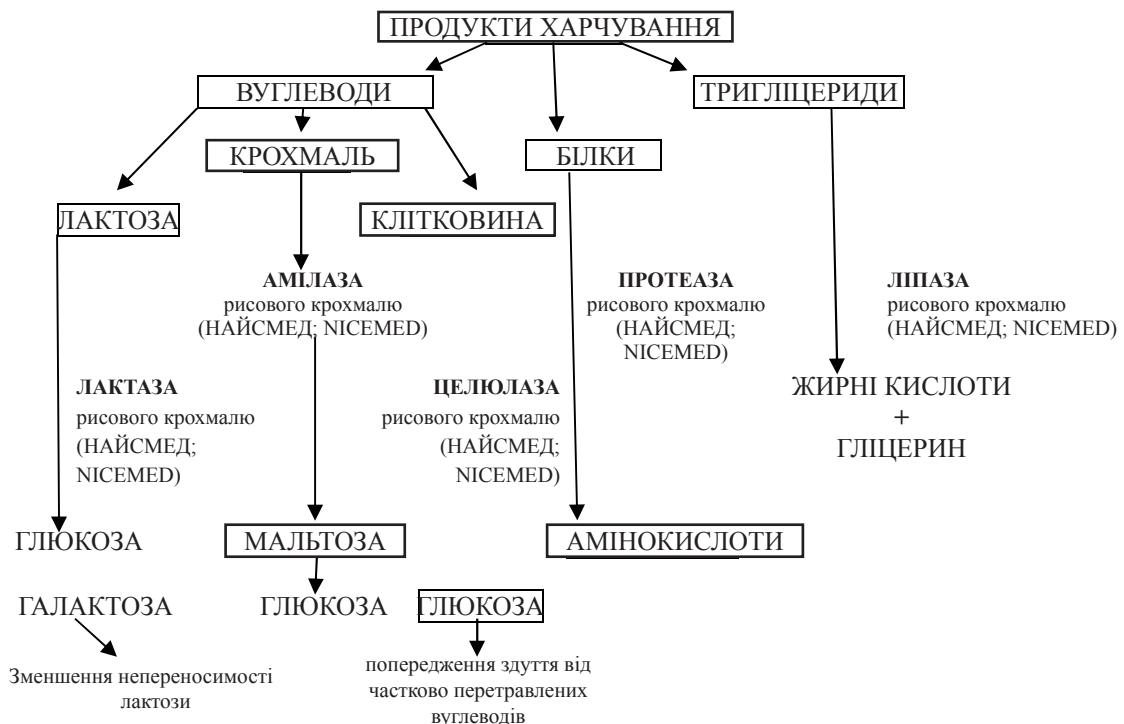 ПРОДУКТИ ХАРЧУВАННЯ
ВУГЛЕВОДИ
ТРИГЛІЦЕРИДИ
КРОХМАЛЬ
БІЛКИ
ЛАКТОЗА
КЛІТКОВИНА
АМІЛАЗА
рисового крохмалю
(НАЙСМЕД; NICEMED)
ПРОТЕАЗА
рисового крохмалю
(НАЙСМЕД;
NICEMED)
ЛІПАЗА
рисового крохмалю
(НАЙСМЕД; NICEMED)
ЛАКТАЗА
рисового крохмалю
(НАЙСМЕД;
NICEMED)
ЦЕЛЮЛАЗА
рисового крохмалю
(НАЙСМЕД;
NICEMED)
ЖИРНІ КИСЛОТИ
+
ГЛІЦЕРИН
ГЛЮКОЗА
МАЛЬТОЗА
АМІНОКИСЛОТИ
ГАЛАКТОЗА
ГЛЮКОЗА
ГЛЮКОЗА
Зменшення непереносимості
лактози
попередження здуття від
частково перетравлених
вуглеводів